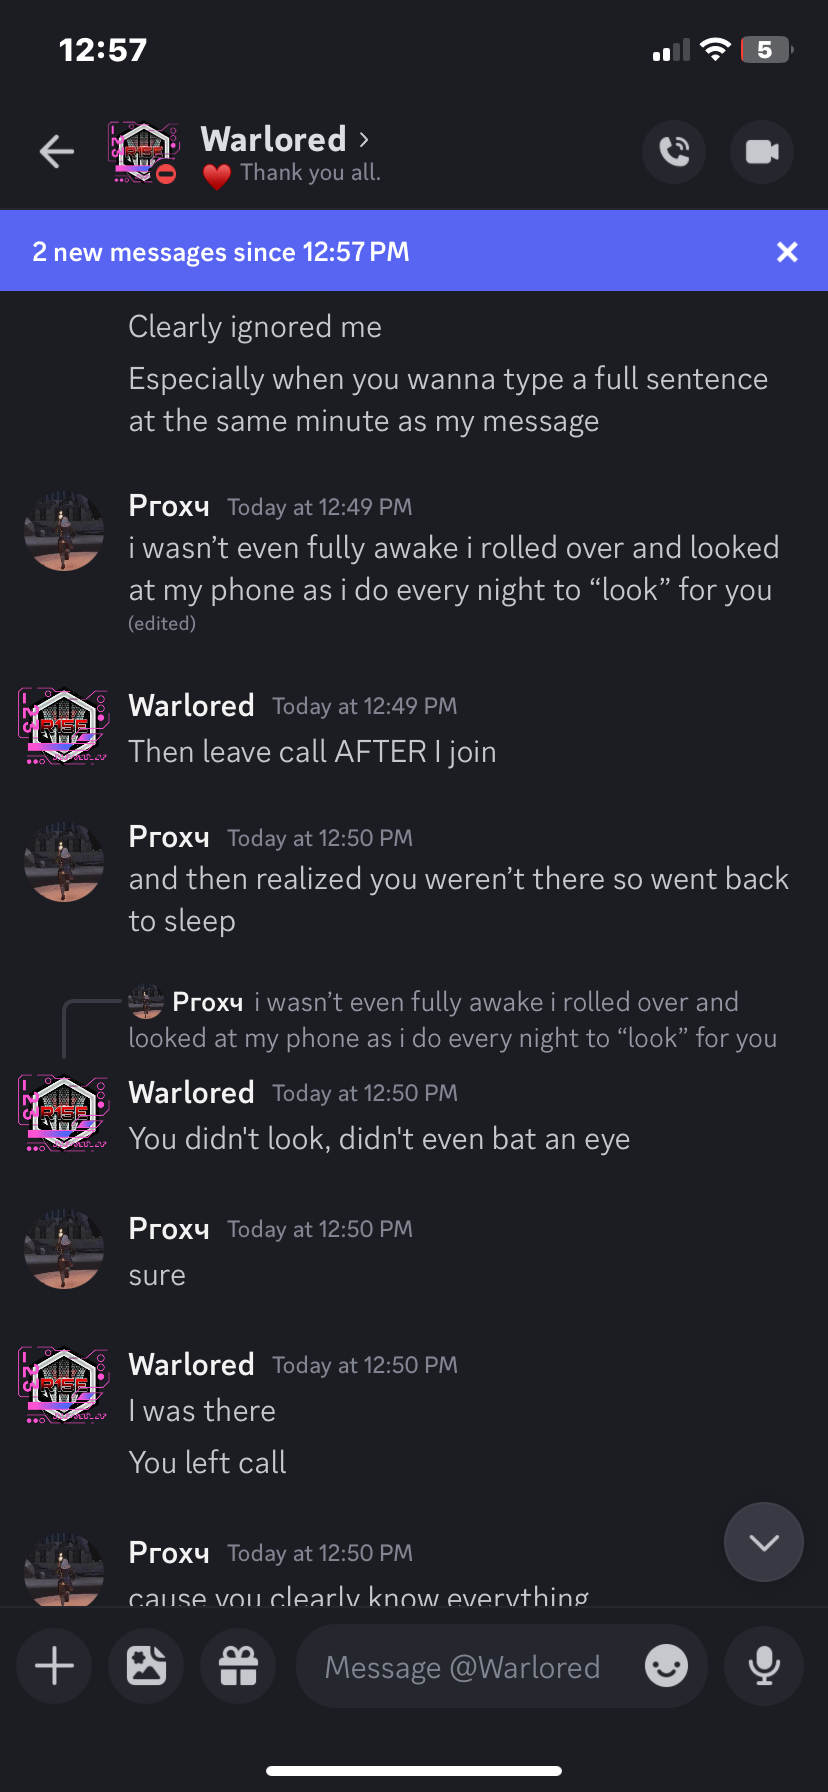 12:57
5
Warlored
Thank you all.
2 new messages since 12:57 PM
Clearly ignored me
Especially when you wanna type a full sentence
at the same minute as my message
Proxч Today at 12:49 PM
i wasn’t even fully awake i rolled over and looked
at my phone as i do every night to “look” for you
(edited)
Warlored Today at 12:49 PM
Then leave call AFTER I join
Proxч Today at 12:50 PM
and then realized you weren’t there so went back
to sleep
Proxч i wasn’t even fully awake i rolled over and
looked at my phone as i do every night to “look” for you
Warlored Today at 12:50 PM
You didn't look, didn't even bat an eye
Proxч Today at 12:50 PM
sure
Warlored Today at 12:50 PM
I was there
You left call
Proxч Today at 12:50 PM
cause you clearly know everything
Message @Warlored